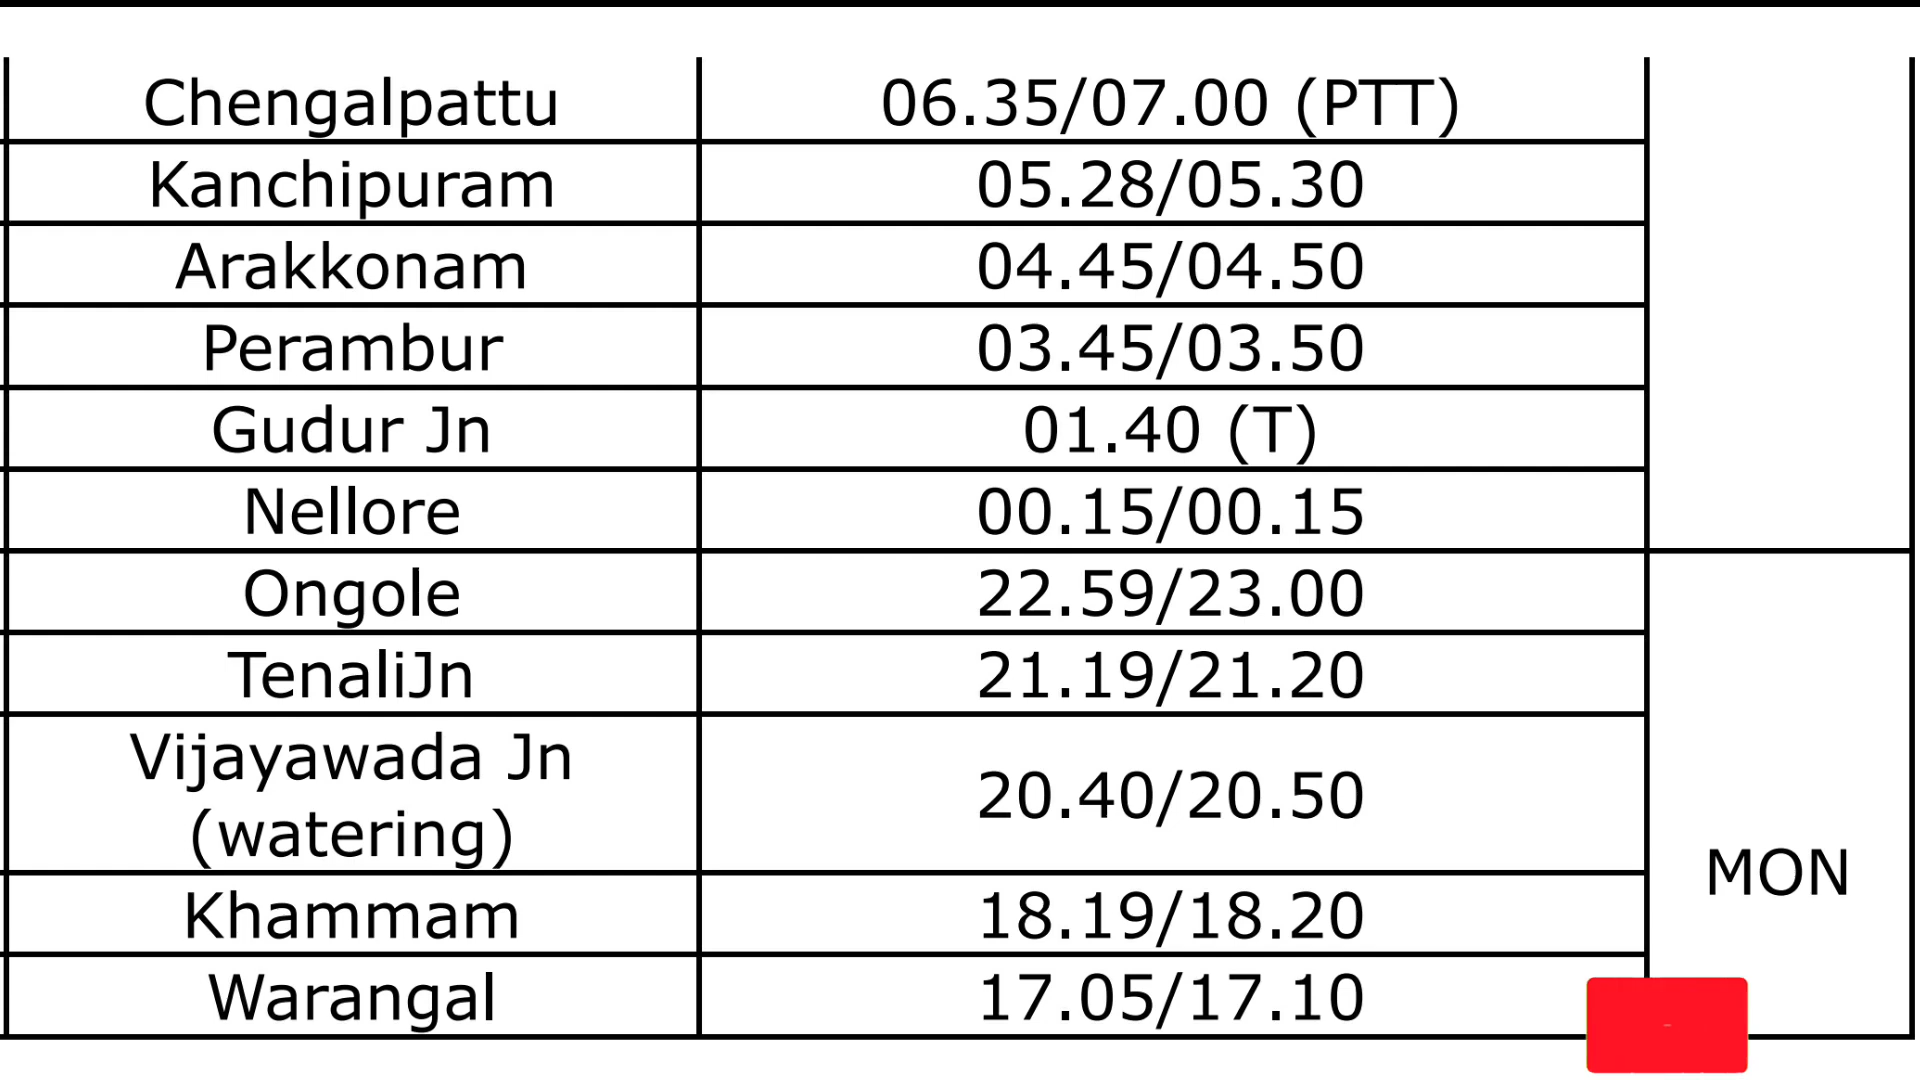 Chengalpattu 06.35/07.00 (PTT)
Kanchipuram 05.28/05.30
Arakkonam 04.45/04.50
Perambur 03.45/03.50
Gudur Jn 01.40 (T)
Nellore 00.15/00.15
Ongole 22.59/23.00
TenaliJn 21.19/21.20
Vijayawada Jn
(watering) 20.40/20.50
MON
Khammam 18.19/18.20
Warangal 17.05/17.10